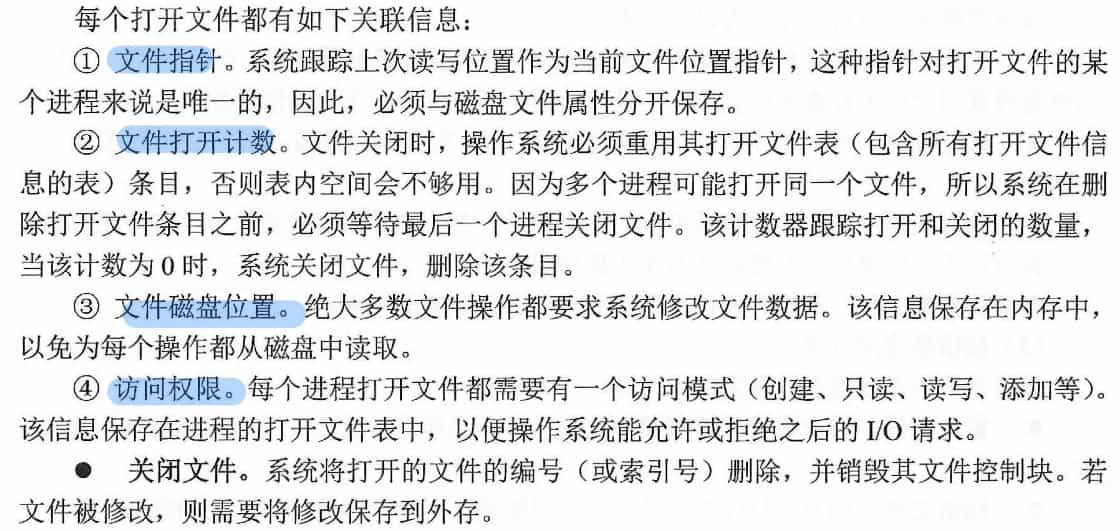 每个打开文件都有如下关联信息：
① 文件指针。系统跟踪上次读写位置作为当前文件位置指针，这种指针对打开文件的某
个进程来说是唯一的，因此，必须与磁盘文件属性分开保存。
② 文件打开计数。文件关闭时，操作系统必须重用其打开文件表（包含所有打开文件信
息的表）条目，否则表内空间会不够用。因为多个进程可能打开同一个文件，所以系统在删
除打开文件条目之前，必须等待最后一个进程关闭文件。该计数器跟踪打开和关闭的数量，
当该计数为 0 时，系统关闭文件，删除该条目。
③ 文件磁盘位置。绝大多数文件操作都要求系统修改文件数据。该信息保存在内存中，
以免为每个操作都从磁盘中读取。
④ 访问权限。每个进程打开文件都需要有一个访问模式（创建、只读、读写、添加等）。
该信息保存在进程的打开文件表中，以便操作系统能允许或拒绝之后的 I/O 请求。
● 关闭文件。系统将打开的文件的编号（或索引号）删除，并销毁其文件控制块。若
文件被修改，则需要将修改保存到外存。